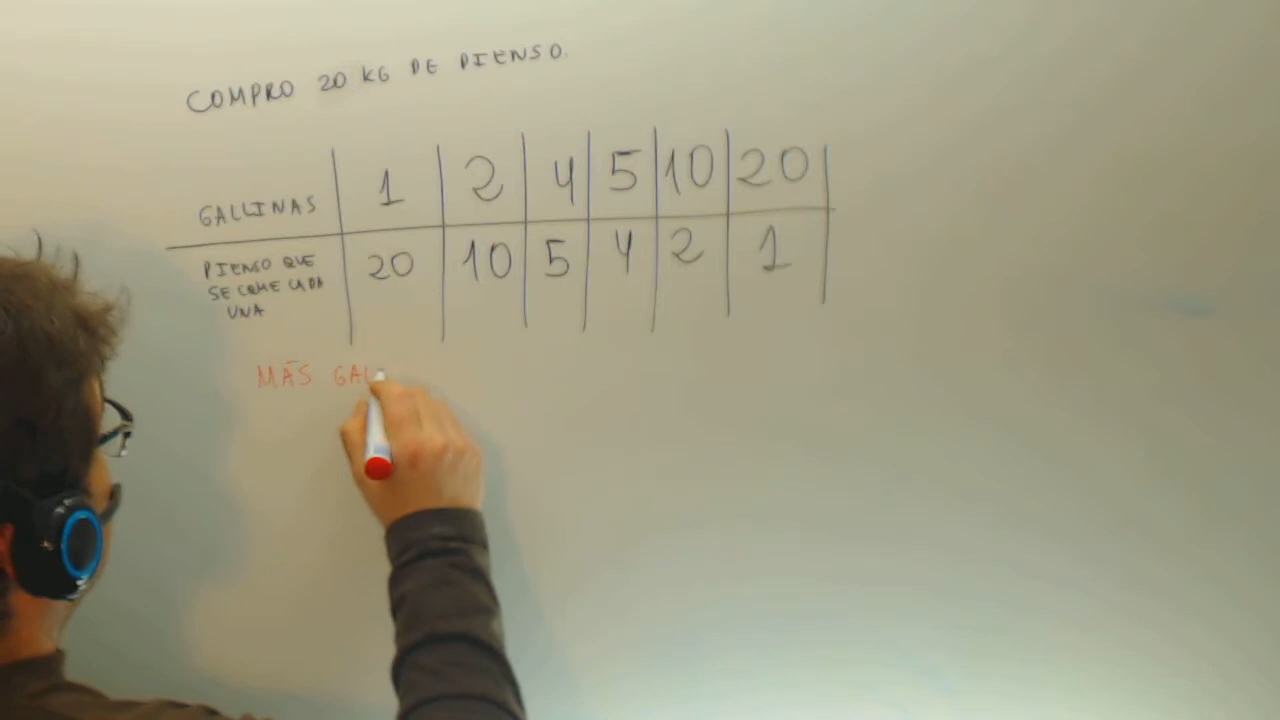 COMPRO 20 KG DE PIENSO.
GALLINAS 1 2 4 5 10 20
PIENSO QUE
SE COME CADA
UNA
20 10 5 4 2 1
MÁS GAL